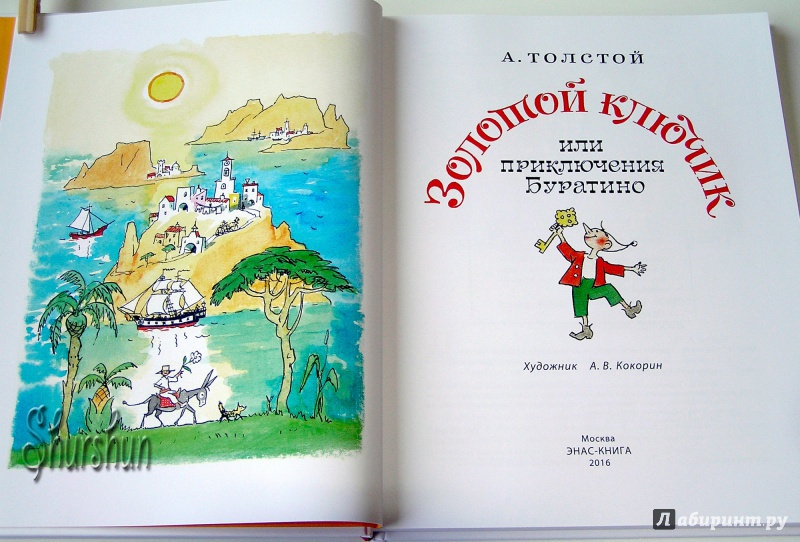 А. ТОЛСТОЙ
ЗОЛОТОЙ КЛЮЧИК
ИЛИ
ПРИКЛЮЧЕНИЯ
БУРАТИНО
Художник А. В. Кокорин
Москва
ЭНАС-КНИГА
2016
Shurshun
Лабиринт.ру